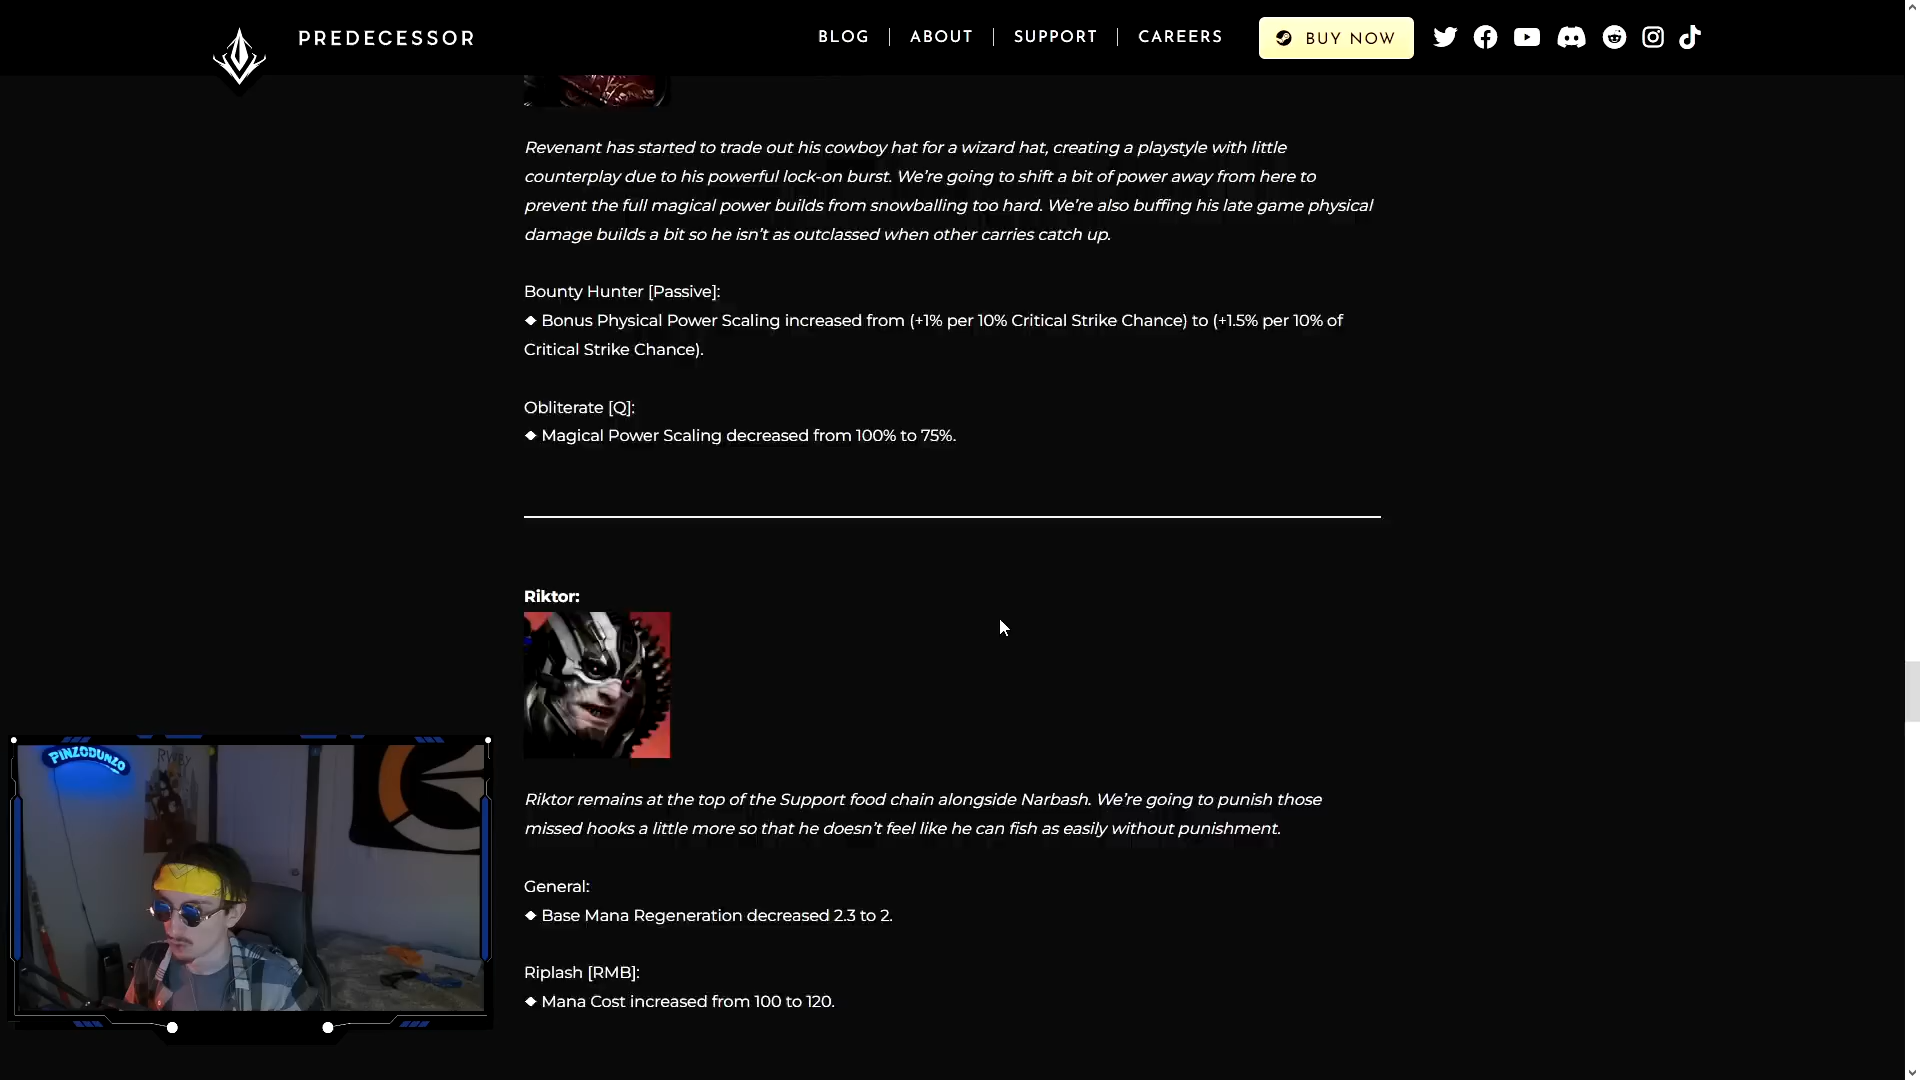 PREDECESSOR
BLOG
ABOUT
SUPPORT
CAREERS
BUY NOW
Revenant has started to trade out his cowboy hat for a wizard hat, creating a playstyle with little
counterplay due to his powerful lock-on burst. We’re going to shift a bit of power away from here to
prevent the full magical power builds from snowballing too hard. We’re also buffing his late game physical
damage builds a bit so he isn’t as outclassed when other carries catch up.
Bounty Hunter [Passive]:
◆ Bonus Physical Power Scaling increased from (+1% per 10% Critical Strike Chance) to (+1.5% per 10% of
Critical Strike Chance).
Obliterate [Q]:
◆ Magical Power Scaling decreased from 100% to 75%.
Riktor:
Riktor remains at the top of the Support food chain alongside Narbash. We’re going to punish those
missed hooks a little more so that he doesn’t feel like he can fish as easily without punishment.
General:
◆ Base Mana Regeneration decreased 2.3 to 2.
Riplash [RMB]:
◆ Mana Cost increased from 100 to 120.
PINZODUNZO
RWBY